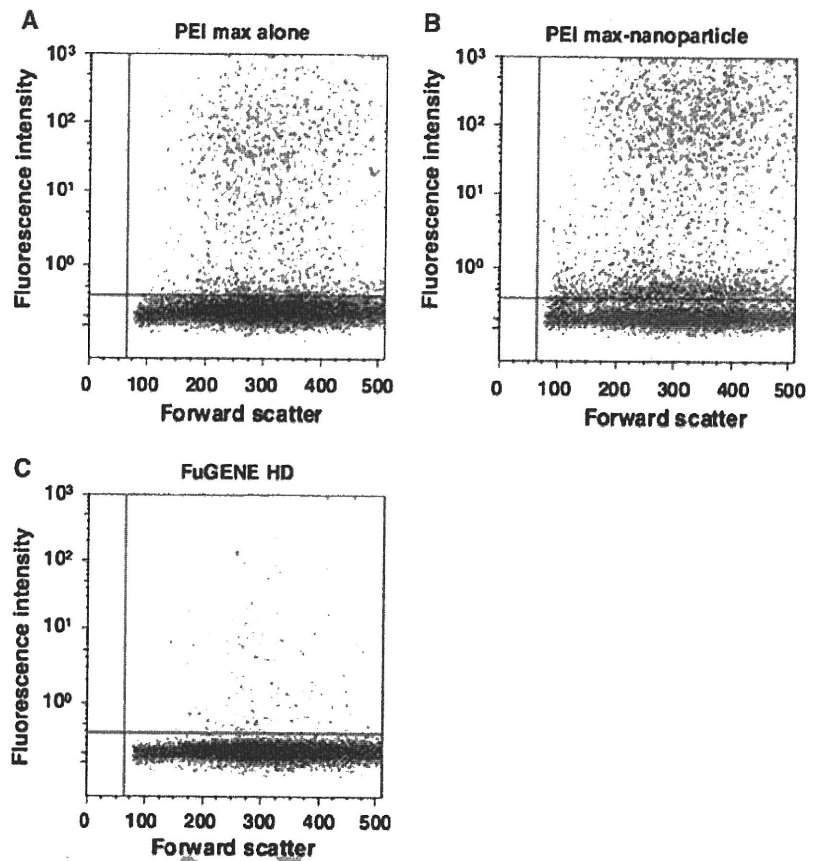 A
PEI max alone
Fluorescence intensity
10³
10²
10¹
10⁰
0 100 200 300 400 500
Forward scatter
B
PEI max-nanoparticle
Fluorescence intensity
10³
10²
10¹
10⁰
0 100 200 300 400 500
Forward scatter
C
FuGENE HD
Fluorescence intensity
10³
10²
10¹
10⁰
0 100 200 300 400 500
Forward scatter